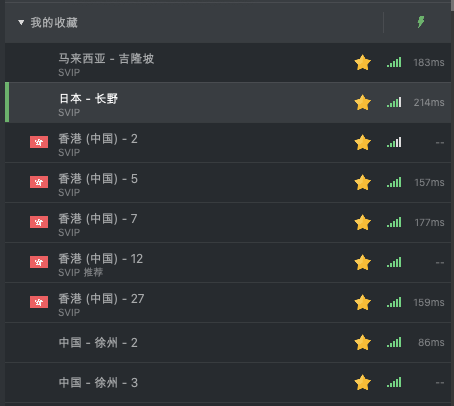 我的收藏
马来西亚 - 吉隆坡
SVIP
183ms
日本 - 长野
SVIP
214ms
香港 (中国) - 2
SVIP
--
香港 (中国) - 5
SVIP
157ms
香港 (中国) - 7
SVIP
177ms
香港 (中国) - 12
SVIP 推荐
--
香港 (中国) - 27
SVIP
159ms
中国 - 徐州 - 2
86ms
中国 - 徐州 - 3
--